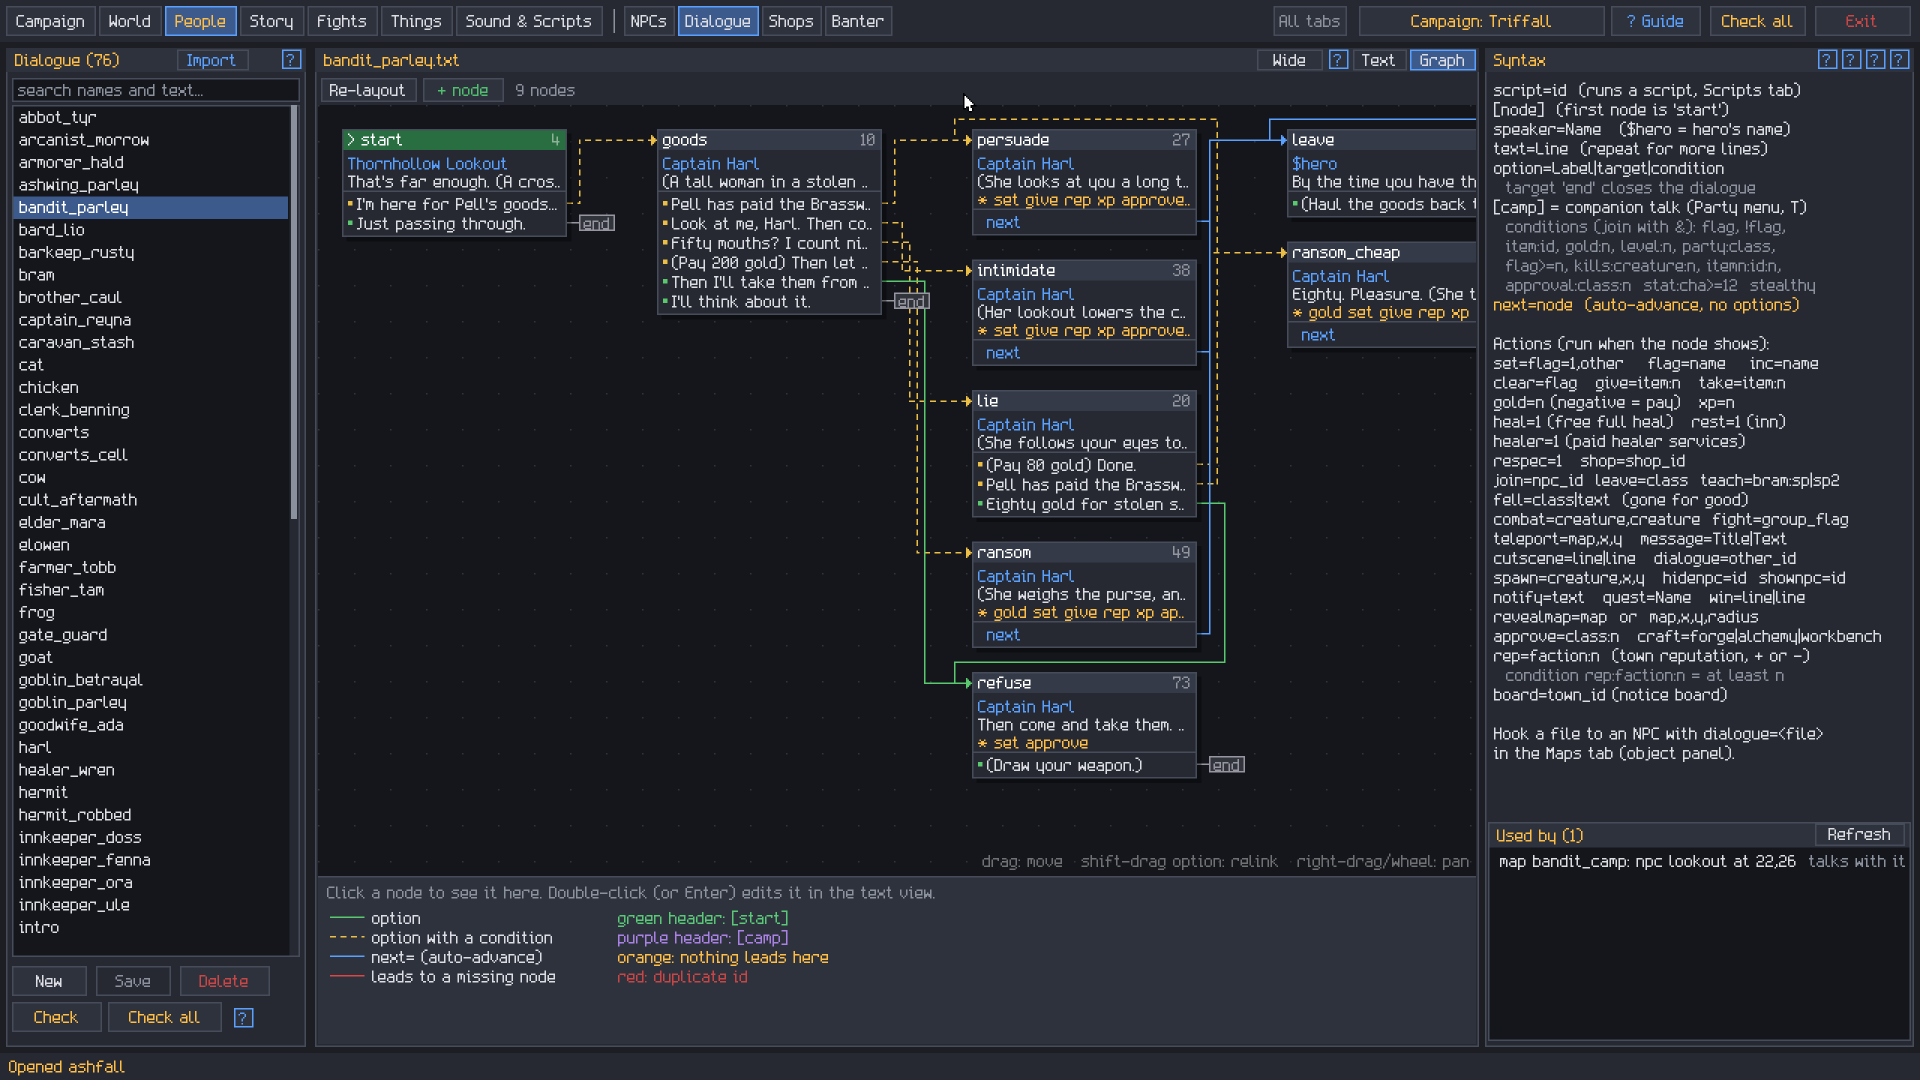 Campaign World People Story Fights Things Sound & Scripts NPCs Dialogue Shops Banter All tabs Campaign: Triffall ? Guide Check all Exit
Dialogue (76) Import ?
search names and text...
abbot_tyr
arcanist_morrow
armorer_hald
ashwing_parley
bandit_parley
bard_lio
barkeep_rusty
bram
brother_caul
captain_reyna
caravan_stash
cat
chicken
clerk_benning
converts
converts_cell
cow
cult_aftermath
elder_mara
elowen
farmer_tobb
fisher_tam
frog
gate_guard
goat
goblin_betrayal
goblin_parley
goodwife_ada
harl
healer_wren
hermit
hermit_robbed
innkeeper_doss
innkeeper_fenna
innkeeper_ora
innkeeper_ule
intro
New Save Delete
Check Check all ?
Opened ashfall
bandit_parley.txt Wide ? Text Graph
Re-layout + node 9 nodes
> start 4
Thornhollow Lookout
That's far enough. (A cros..
I'm here for Pell's goods...
Just passing through.
end
goods 10
Captain Harl
(A tall woman in a stolen ..
Pell has paid the Brassw..
Look at me, Harl. Then co..
Fifty mouths? I count ni..
(Pay 200 gold) Then let ..
Then I'll take them from ..
I'll think about it.
end
persuade 27
Captain Harl
(She looks at you a long t..
* set give rep xp approve..
next
intimidate 38
Captain Harl
(Her lookout lowers the c..
* set give rep xp approve..
next
lie 20
Captain Harl
(She follows your eyes to..
(Pay 80 gold) Done.
Pell has paid the Brassw..
Eighty gold for stolen s..
ransom 49
Captain Harl
(She weighs the purse, an..
* gold set give rep xp ap..
next
refuse 73
Captain Harl
Then come and take them. ..
* set approve
(Draw your weapon.)
end
leave
$hero
By the time you have th
(Haul the goods back t
ransom_cheap
Captain Harl
Eighty. Pleasure. (She t
* gold set give rep xp
next
drag: move shift-drag option: relink right-drag/wheel: pan
Click a node to see it here. Double-click (or Enter) edits it in the text view.
option green header: [start]
option with a condition purple header: [camp]
next= (auto-advance) orange: nothing leads here
leads to a missing node red: duplicate id
Syntax ? ? ? ?
script=id (runs a script, Scripts tab)
[node] (first node is 'start')
speaker=Name ($hero = hero's name)
text=Line (repeat for more lines)
option=Label|target|condition
target 'end' closes the dialogue
[camp] = companion talk (Party menu, T)
conditions (join with &): flag, !flag,
item:id, gold:n, level:n, party:class,
flag>=n, kills:creature:n, itemn:id:n,
approval:class:n stat:cha>=12 stealthy
next=node (auto-advance, no options)
Actions (run when the node shows):
set=flag=1,other flag=name inc=name
clear=flag give=item:n take=item:n
gold=n (negative = pay) xp=n
heal=1 (free full heal) rest=1 (inn)
healer=1 (paid healer services)
respec=1 shop=shop_id
join=npc_id leave=class teach=bram:sp|sp2
fell=class|text (gone for good)
combat=creature,creature fight=group_flag
teleport=map,x,y message=Title|Text
cutscene=line|line dialogue=other_id
spawn=creature,x,y hidenpc=id shownpc=id
notify=text quest=Name win=line|line
revealmap=map or map,x,y,radius
approve=class:n craft=forge|alchemy|workbench
rep=faction:n (town reputation, + or -)
condition rep:faction:n = at least n
board=town_id (notice board)
Hook a file to an NPC with dialogue=<file>
in the Maps tab (object panel).
Used by (1) Refresh
map bandit_camp: npc lookout at 22,26 talks with it